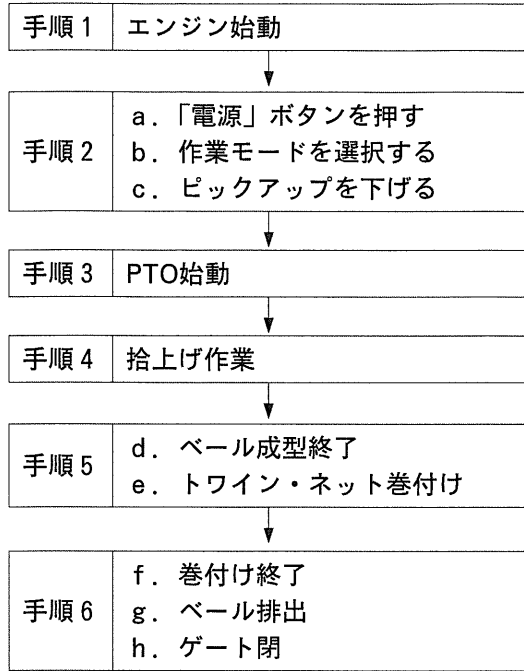 手順1 エンジン始動
手順2
a. 「電源」ボタンを押す
b. 作業モードを選択する
c. ピックアップを下げる
手順3 PTO始動
手順4 拾上げ作業
手順5
d. ベール成型終了
e. トワイン・ネット巻付け
手順6
f. 巻付け終了
g. ベール排出
h. ゲート閉